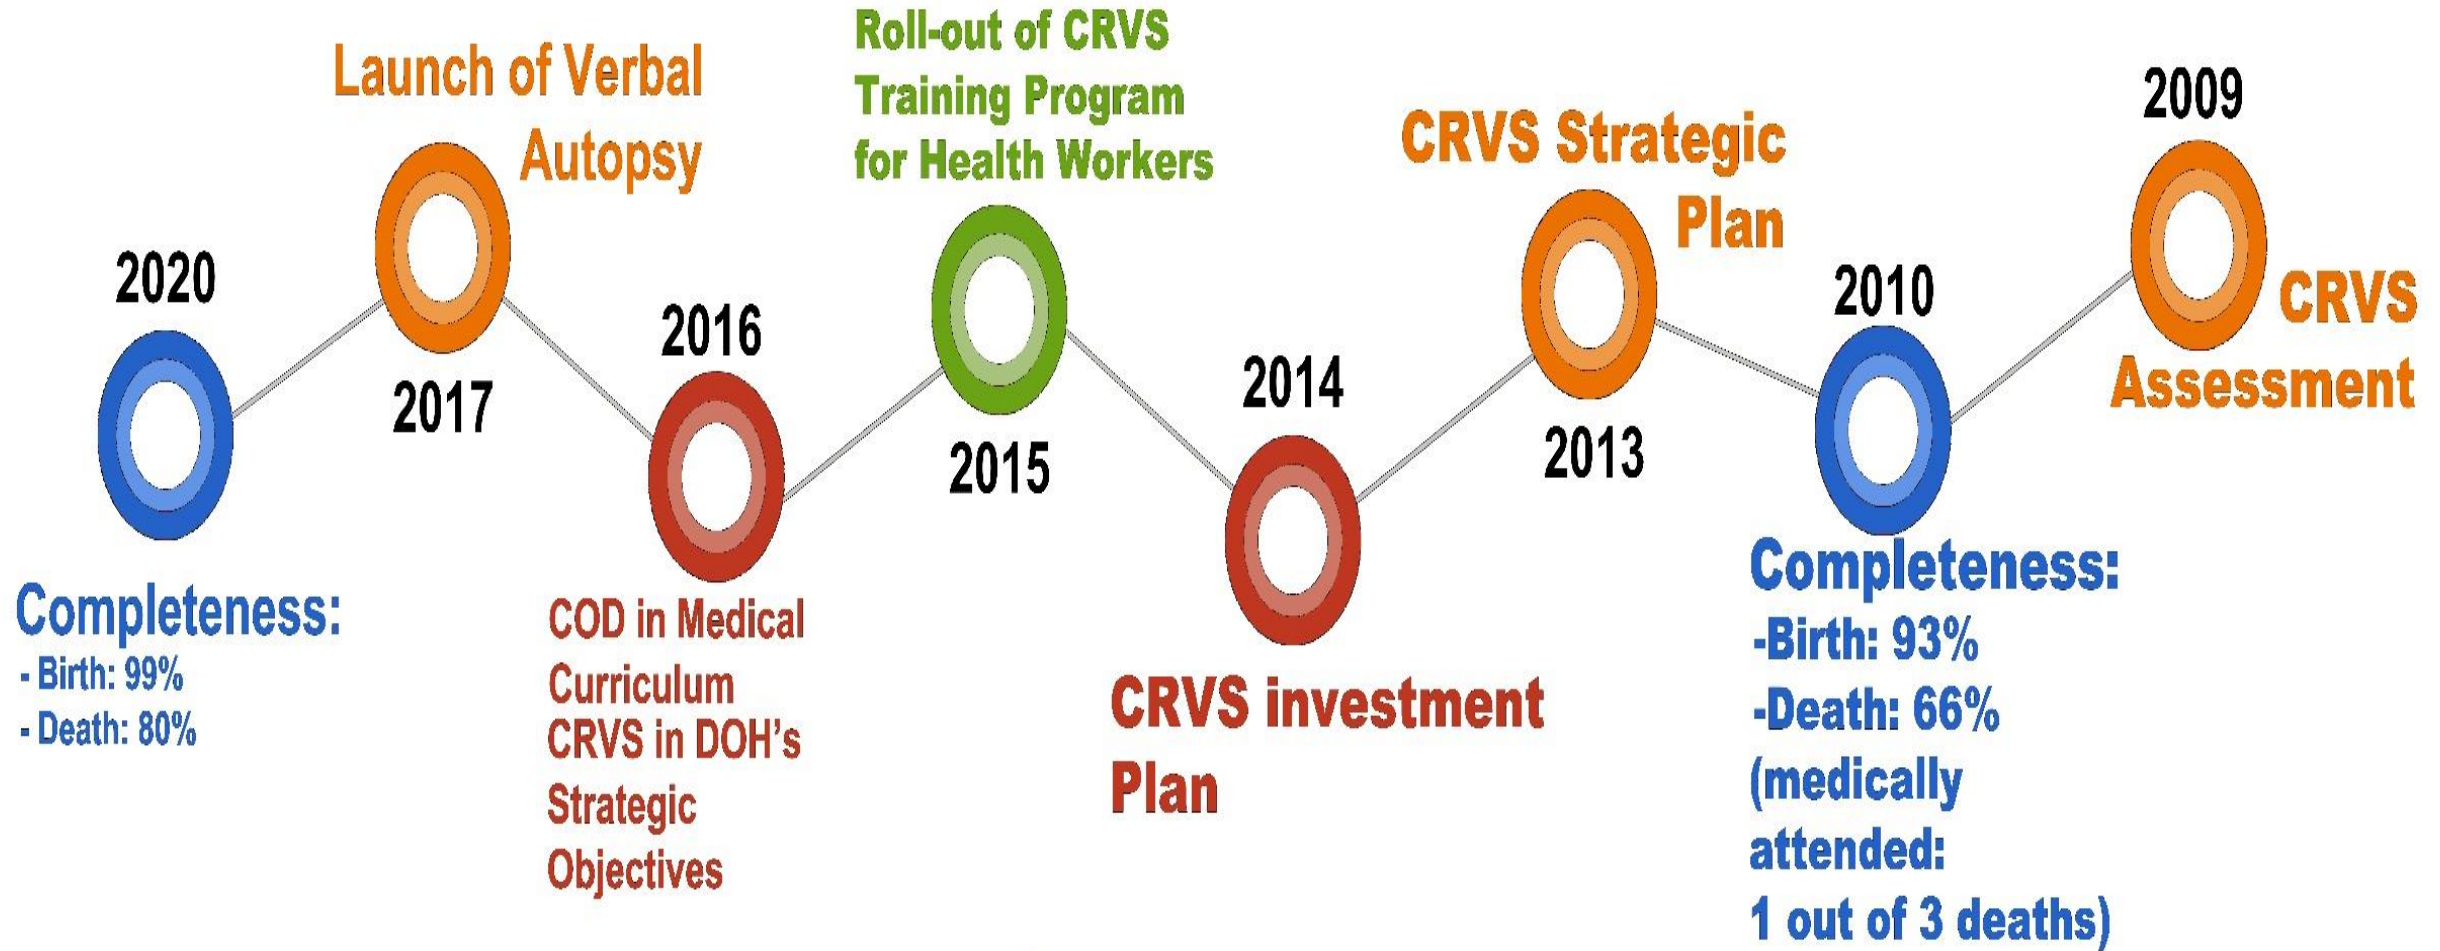 2020
Completeness:
- Birth: 99%
- Death: 80%
Launch of Verbal
Autopsy
2017
2016
COD in Medical
Curriculum
CRVS in DOH's
Strategic
Objectives
Roll-out of CRVS
Training Program
for Health Workers
2015
2014
CRVS investment
Plan
CRVS Strategic
Plan
2013
2010
Completeness:
-Birth: 93%
-Death: 66%
(medically
attended:
1 out of 3 deaths)
2009
CRVS
Assessment